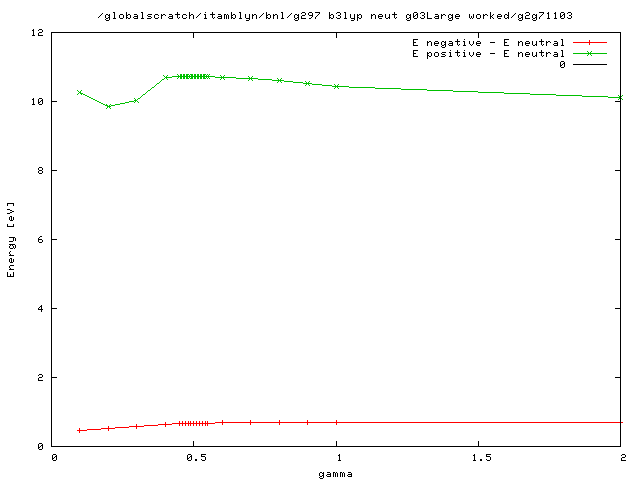 /globalscratch/itamblyn/bnl/g297 b3lyp neut g03Large worked/g2g71103
E negative - E neutral
E positive - E neutral
0
12
10
8
6
4
2
0
Energy [eV]
0 0.5 1 1.5 2
gamma